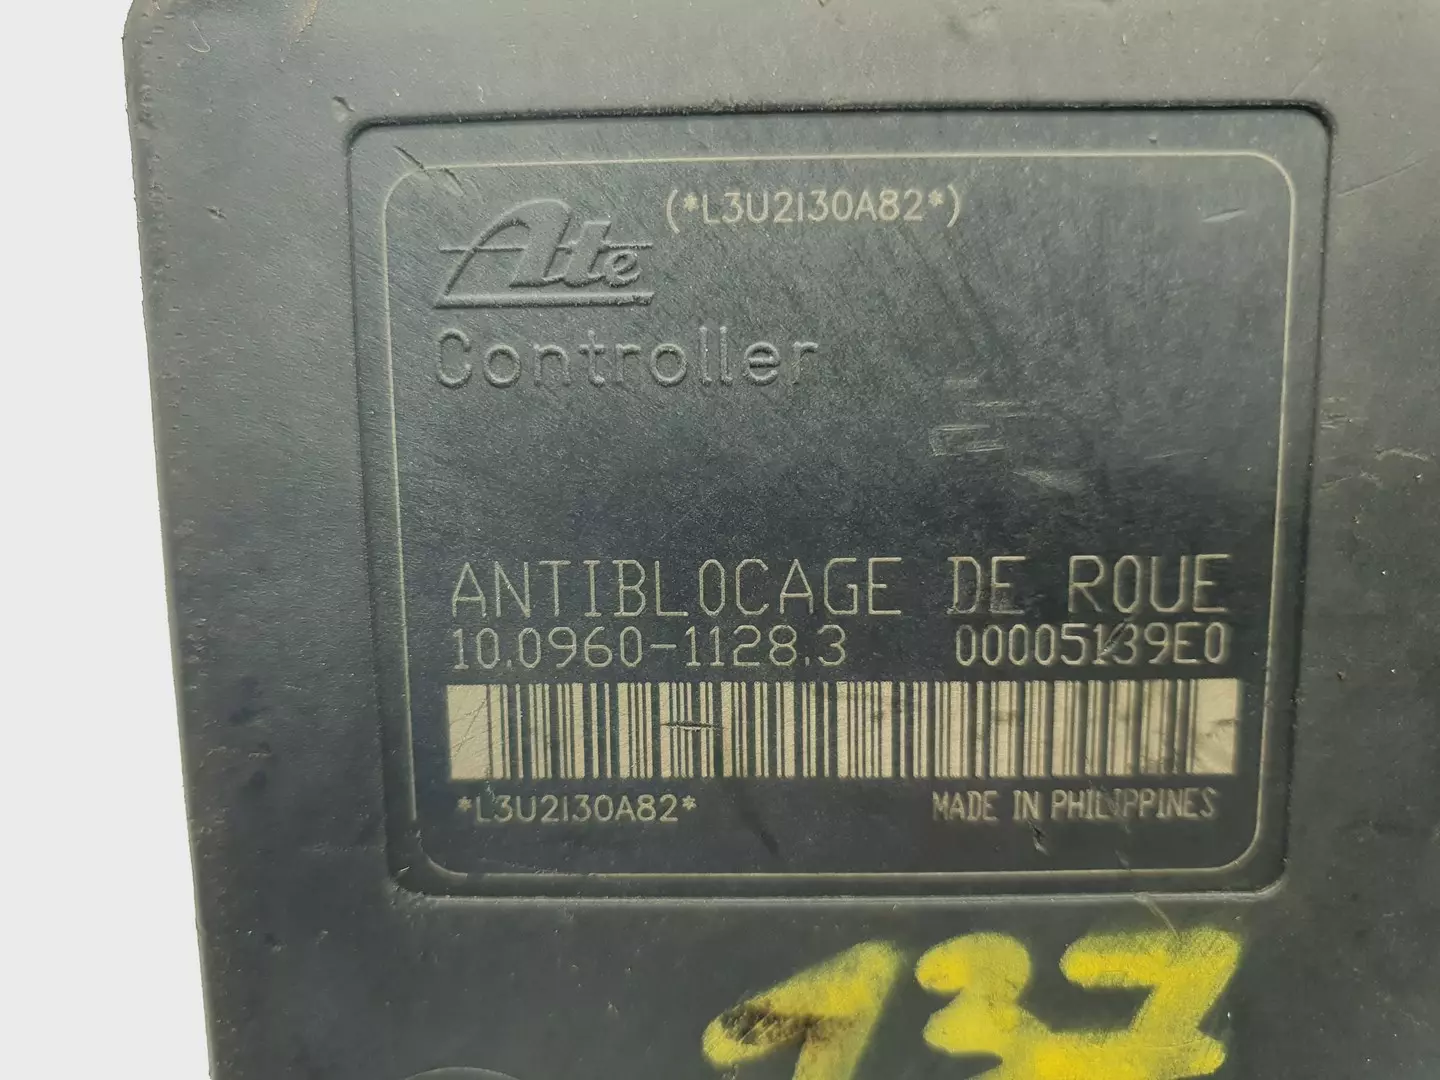 (*L3U2I30A82*)
Ate
Controller
ANTIBLOCAGE DE ROUE
10.0960-1128.3 00005139E0
*L3U2I30A82*
MADE IN PHILIPPINES
137